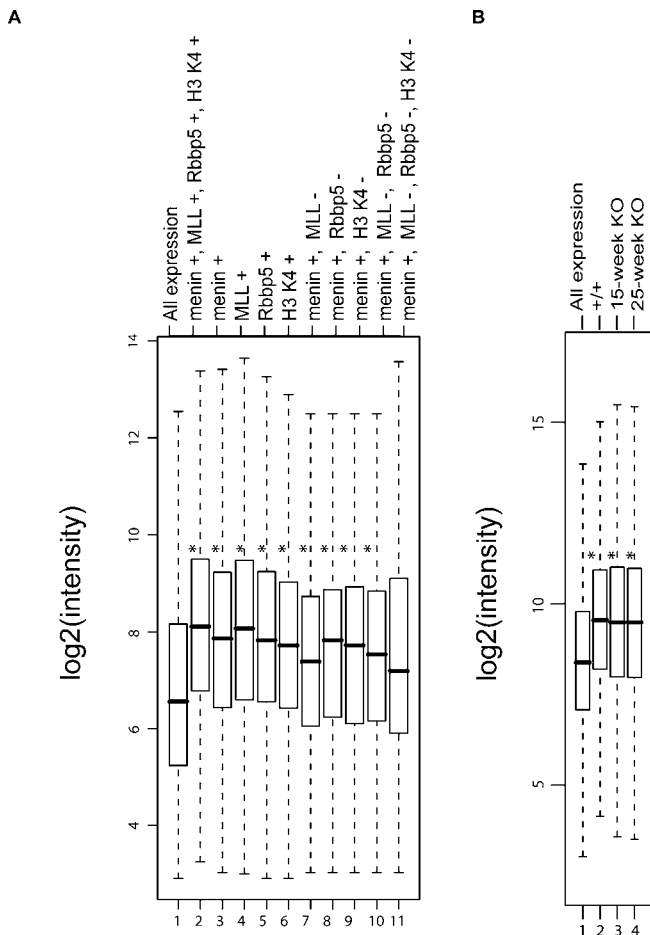 A
All expression
menin +, MLL +, Rbbp5 +, H3 K4 +
menin +
MLL +
Rbbp5 +
H3 K4 +
menin +, MLL -
menin +, Rbbp5 -
menin +, H3 K4 -
menin +, MLL -, Rbbp5 -
menin +, MLL -, Rbbp5 -, H3 K4 -
log2(intensity)
14
12
10
8
6
4
* * * * * * * * *
1 2 3 4 5 6 7 8 9 10 11
B
All expression
+/+
15-week KO
25-week KO
log2(intensity)
15
10
5
* * *
1 2 3 4